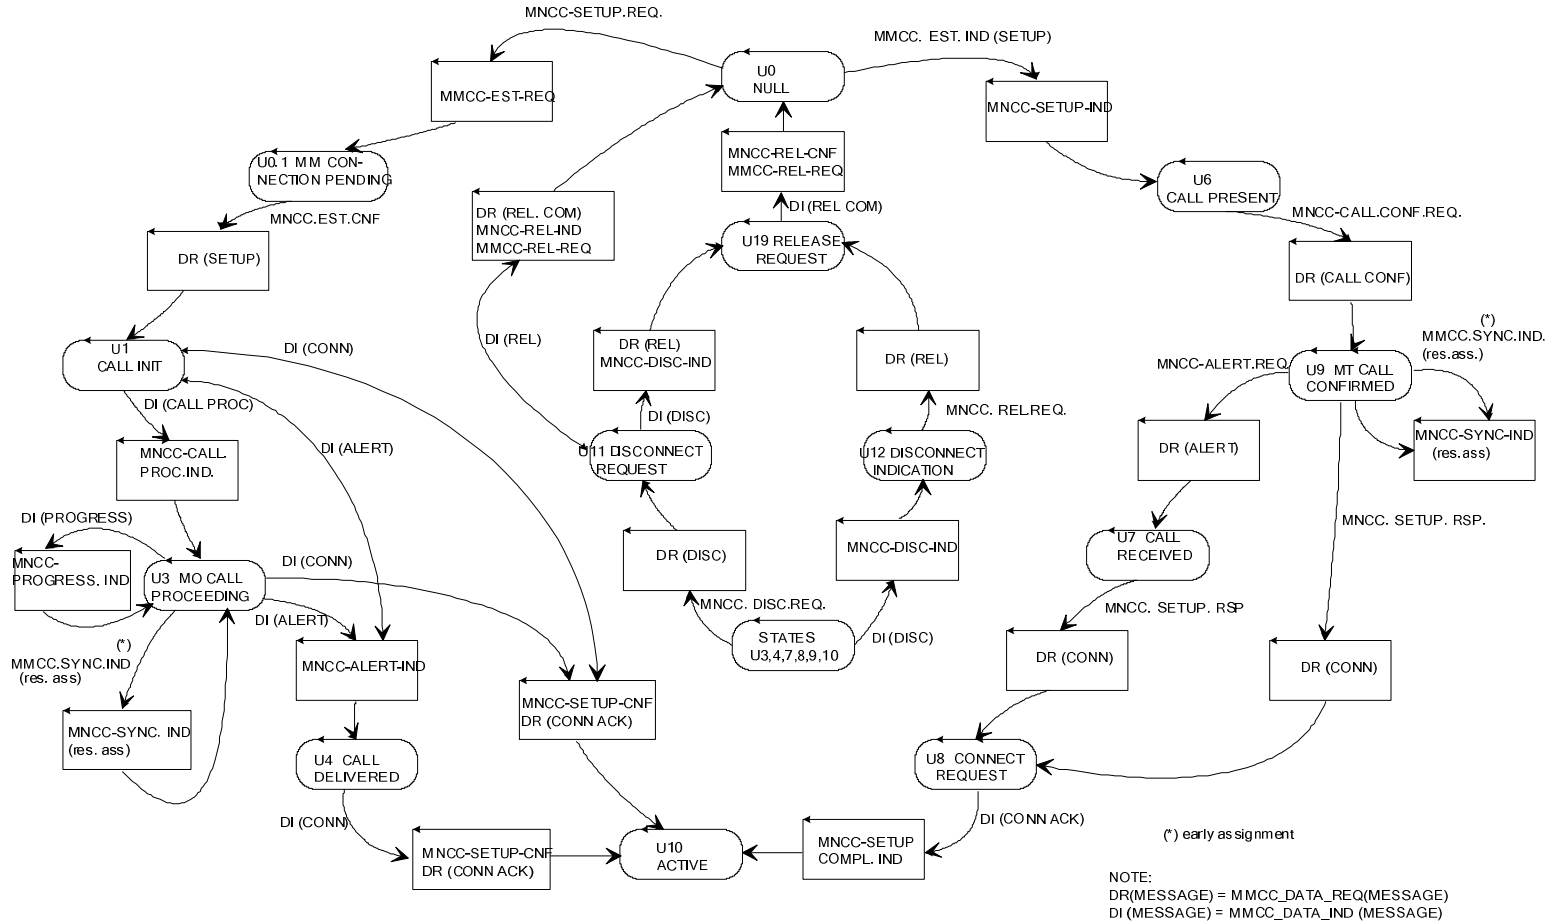 MNCC-SETUP.REQ.
MMCC. EST. IND (SETUP)
U0
NULL
MMCC-EST-REQ
MNCC-SETUP-IND
U0.1 MM CON-
NECTION PENDING
MNCC-REL-CNF
MMCC-REL-REQ
U6
CALL PRESENT
MNCC.EST.CNF
DR (REL. COM)
MNCC-REL-IND
MMCC-REL-REQ
DI (REL COM)
MNCC-CALL.CONF.REQ.
DR (SETUP)
U19 RELEASE
REQUEST
DR (CALL CONF)
U1
CALL INIT
DI (CONN)
DI (REL)
DR (REL)
MNCC-DISC-IND
DR (REL)
(*)
MMCC.SYNC.IND.
(res.ass.)
MNCC-ALERT.REQ.
U9 MT CALL
CONFIRMED
DI (CALL PROC)
DI (DISC)
MNCC. REL.REQ.
MNCC-CALL.
PROC.IND.
DI (ALERT)
U11 DISCONNECT
REQUEST
U12 DISCONNECT
INDICATION
DR (ALERT)
MNCC-SYNC-IND
(res.ass)
DI (PROGRESS)
MNCC-
PROGRESS, IND
U3 MO CALL
PROCEEDING
DI (CONN)
DR (DISC)
MNCC-DISC-IND
U7 CALL
RECEIVED
MNCC. SETUP. RSP.
DI (ALERT)
MNCC. DISC.REQ.
MNCC. SETUP. RSP
(*)
MMCC.SYNC.IND
(res. ass)
MNCC-ALERT-IND
STATES
U3,4,7,8,9,10
DI (DISC)
DR (CONN)
DR (CONN)
MNCC-SYNC. IND
(res. ass)
MNCC-SETUP-CNF
DR (CONN ACK)
U4 CALL
DELIVERED
U8 CONNECT
REQUEST
DI (CONN)
DI (CONN ACK)
MNCC-SETUP-CNF
DR (CONN ACK)
U10
ACTIVE
MNCC-SETUP
COMPL. IND
(*) early assignment
NOTE:
DR(MESSAGE) = MMCC_DATA_REQ(MESSAGE)
DI (MESSAGE) = MMCC_DATA_IND (MESSAGE)